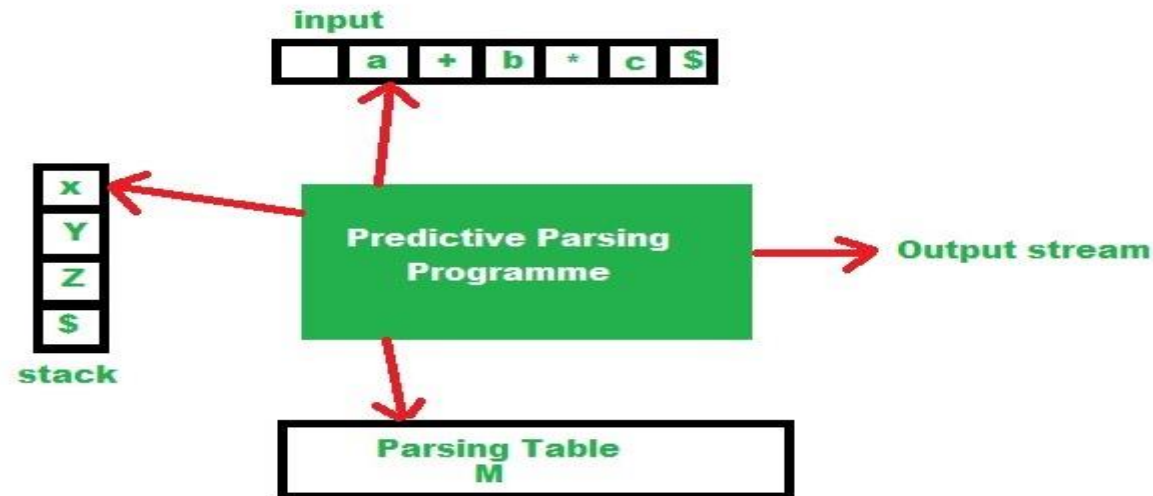 input
a + b * c $
x
Y
Z
$
stack
Predictive Parsing
Programme
Output stream
Parsing Table
M